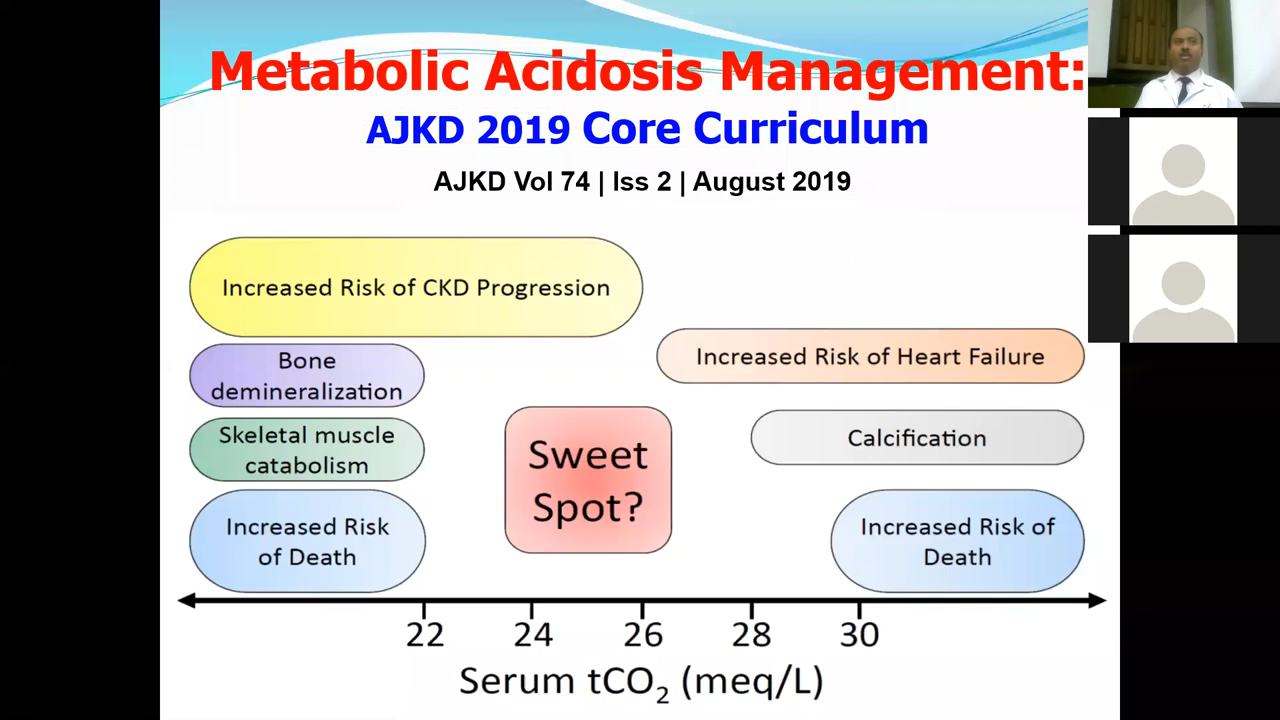 Metabolic Acidosis Management:
AJKD 2019 Core Curriculum
AJKD Vol 74 | Iss 2 | August 2019
Increased Risk of CKD Progression
Bone
demineralization
Increased Risk of Heart Failure
Skeletal muscle
catabolism
Sweet
Spot?
Calcification
Increased Risk
of Death
Increased Risk of
Death
22 24 26 28 30
Serum tCO₂ (meq/L)